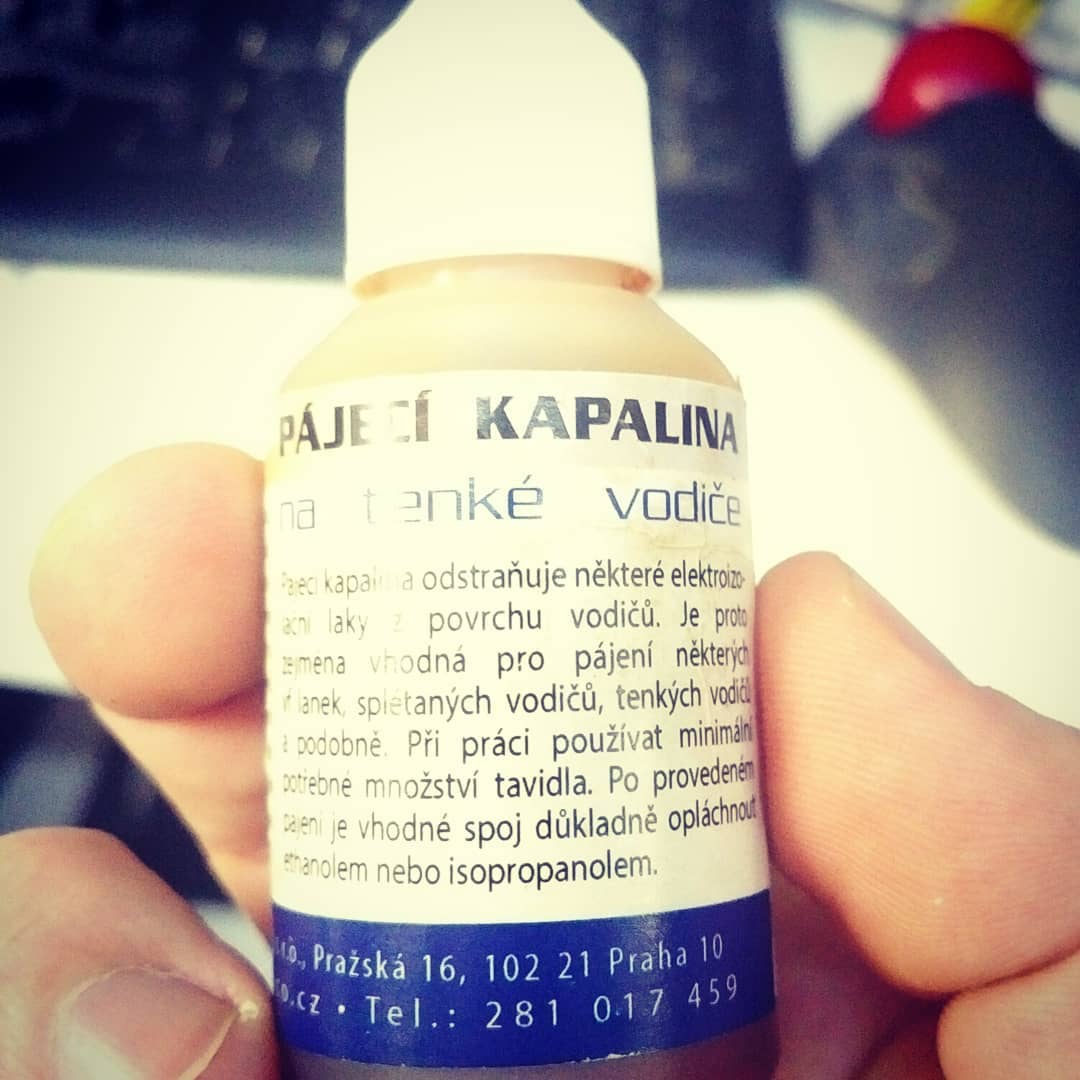 PÁJECÍ KAPALINA
na tenké vodiče
Pájecí kapalina odstraňuje některé elektroizo-
lační laky z povrchu vodičů. Je proto
zejména vhodná pro pájení některých
vf lanek, splétaných vodičů, tenkých vodičů
a podobně. Při práci používat minimální
potřebné množství tavidla. Po provedeném
pájení je vhodné spoj důkladně opláchnout
ethanolem nebo isopropanolem.
s.r.o., Pražská 16, 102 21 Praha 10
o.cz • Tel.: 281 017 459